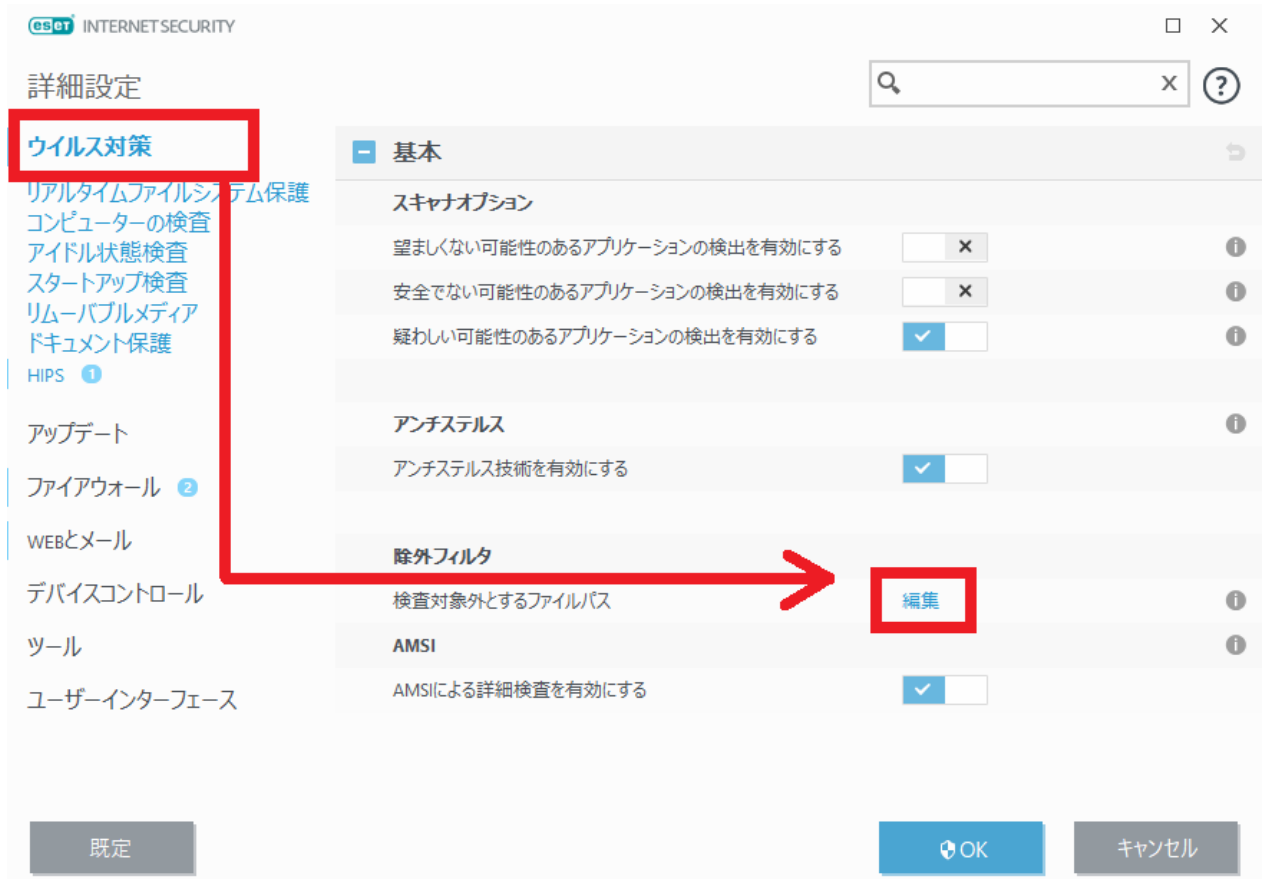 eset INTERNET SECURITY
詳細設定
ウイルス対策
リアルタイムファイルシステム保護
コンピューターの検査
アイドル状態検査
スタートアップ検査
リムーバブルメディア
ドキュメント保護
HIPS 1
アップデート
ファイアウォール 2
WEBとメール
デバイスコントロール
ツール
ユーザーインターフェース
基本
スキャナオプション
望ましくない可能性のあるアプリケーションの検出を有効にする
安全でない可能性のあるアプリケーションの検出を有効にする
疑わしい可能性のあるアプリケーションの検出を有効にする
アンチステルス
アンチステルス技術を有効にする
除外フィルタ
検査対象外とするファイルパス 編集
AMSI
AMSIによる詳細検査を有効にする
既定 OK キャンセル